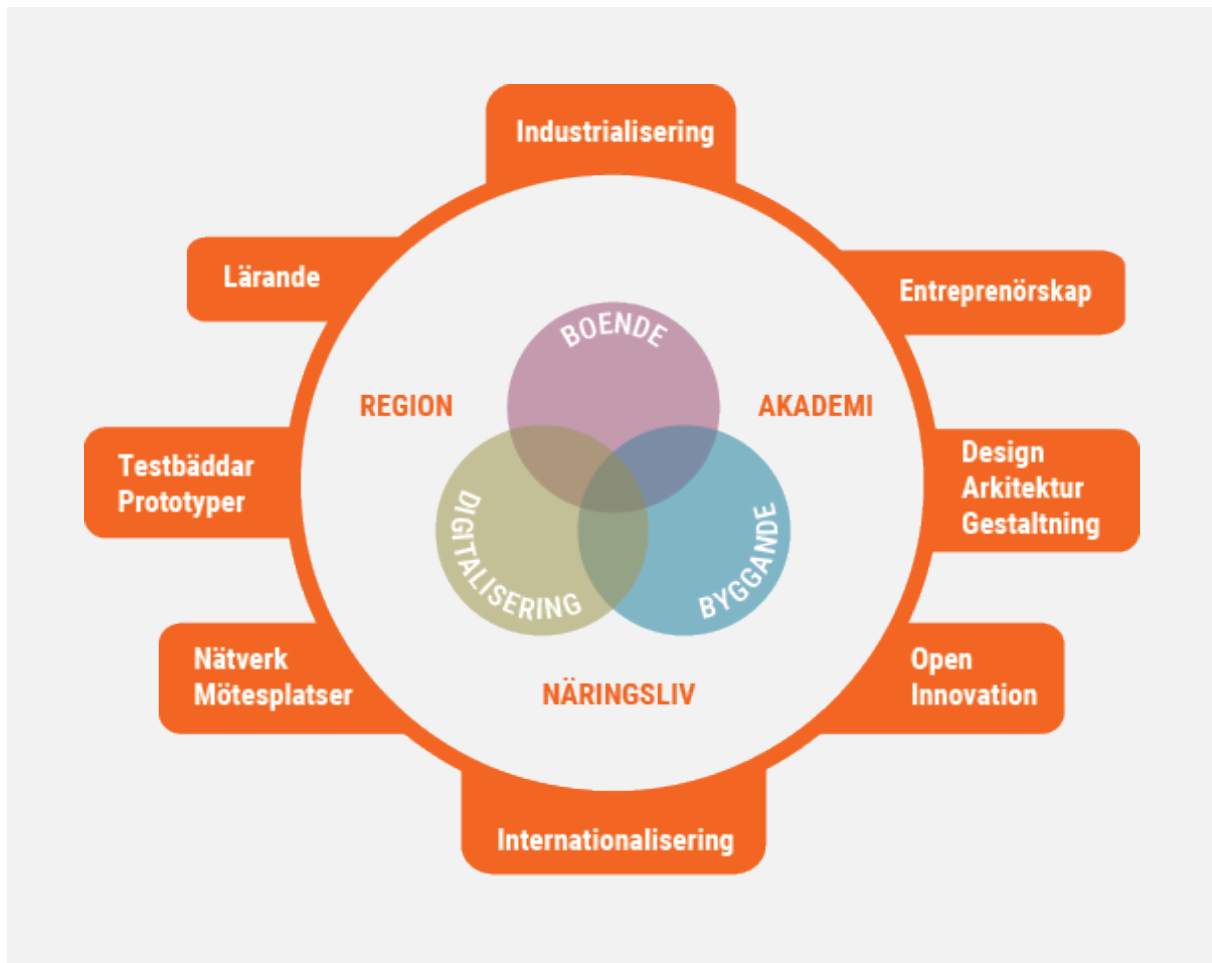 Industrialisering
Lärande
Entreprenörskap
BOENDE
REGION
AKADEMI
Testbäddar
Prototyper
Design
Arkitektur
Gestaltning
DIGITALISERING
BYGGANDE
Nätverk
Mötesplatser
NÄRINGSLIV
Open
Innovation
Internationalisering